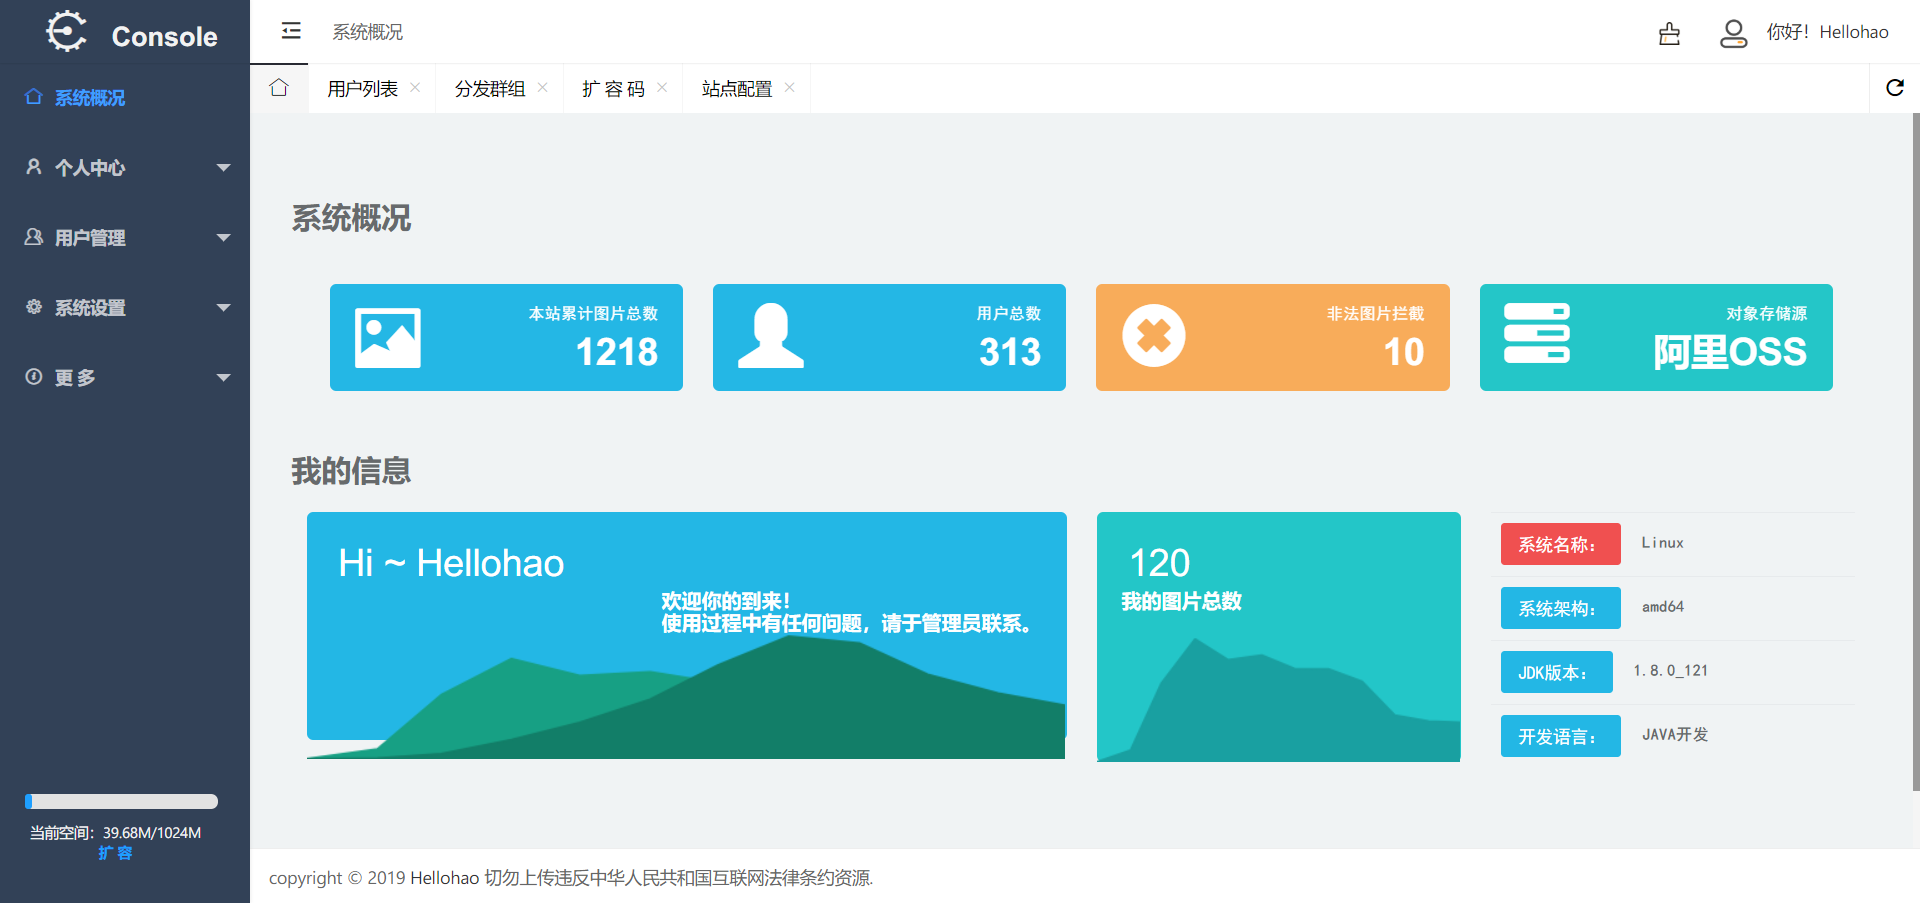 Console
系统概况
你好！Hellohao
系统概况
个人中心
用户管理
系统设置
更 多
用户列表
分发群组
扩 容 码
站点配置
系统概况
本站累计图片总数
1218
用户总数
313
非法图片拦截
10
对象存储源
阿里OSS
我的信息
Hi ~ Hellohao
欢迎你的到来！
使用过程中有任何问题，请于管理员联系。
120
我的图片总数
系统名称： Linux
系统架构： amd64
JDK版本： 1.8.0_121
开发语言： JAVA开发
当前空间：39.68M/1024M
扩 容
copyright © 2019 Hellohao 切勿上传违反中华人民共和国互联网法律条约资源.